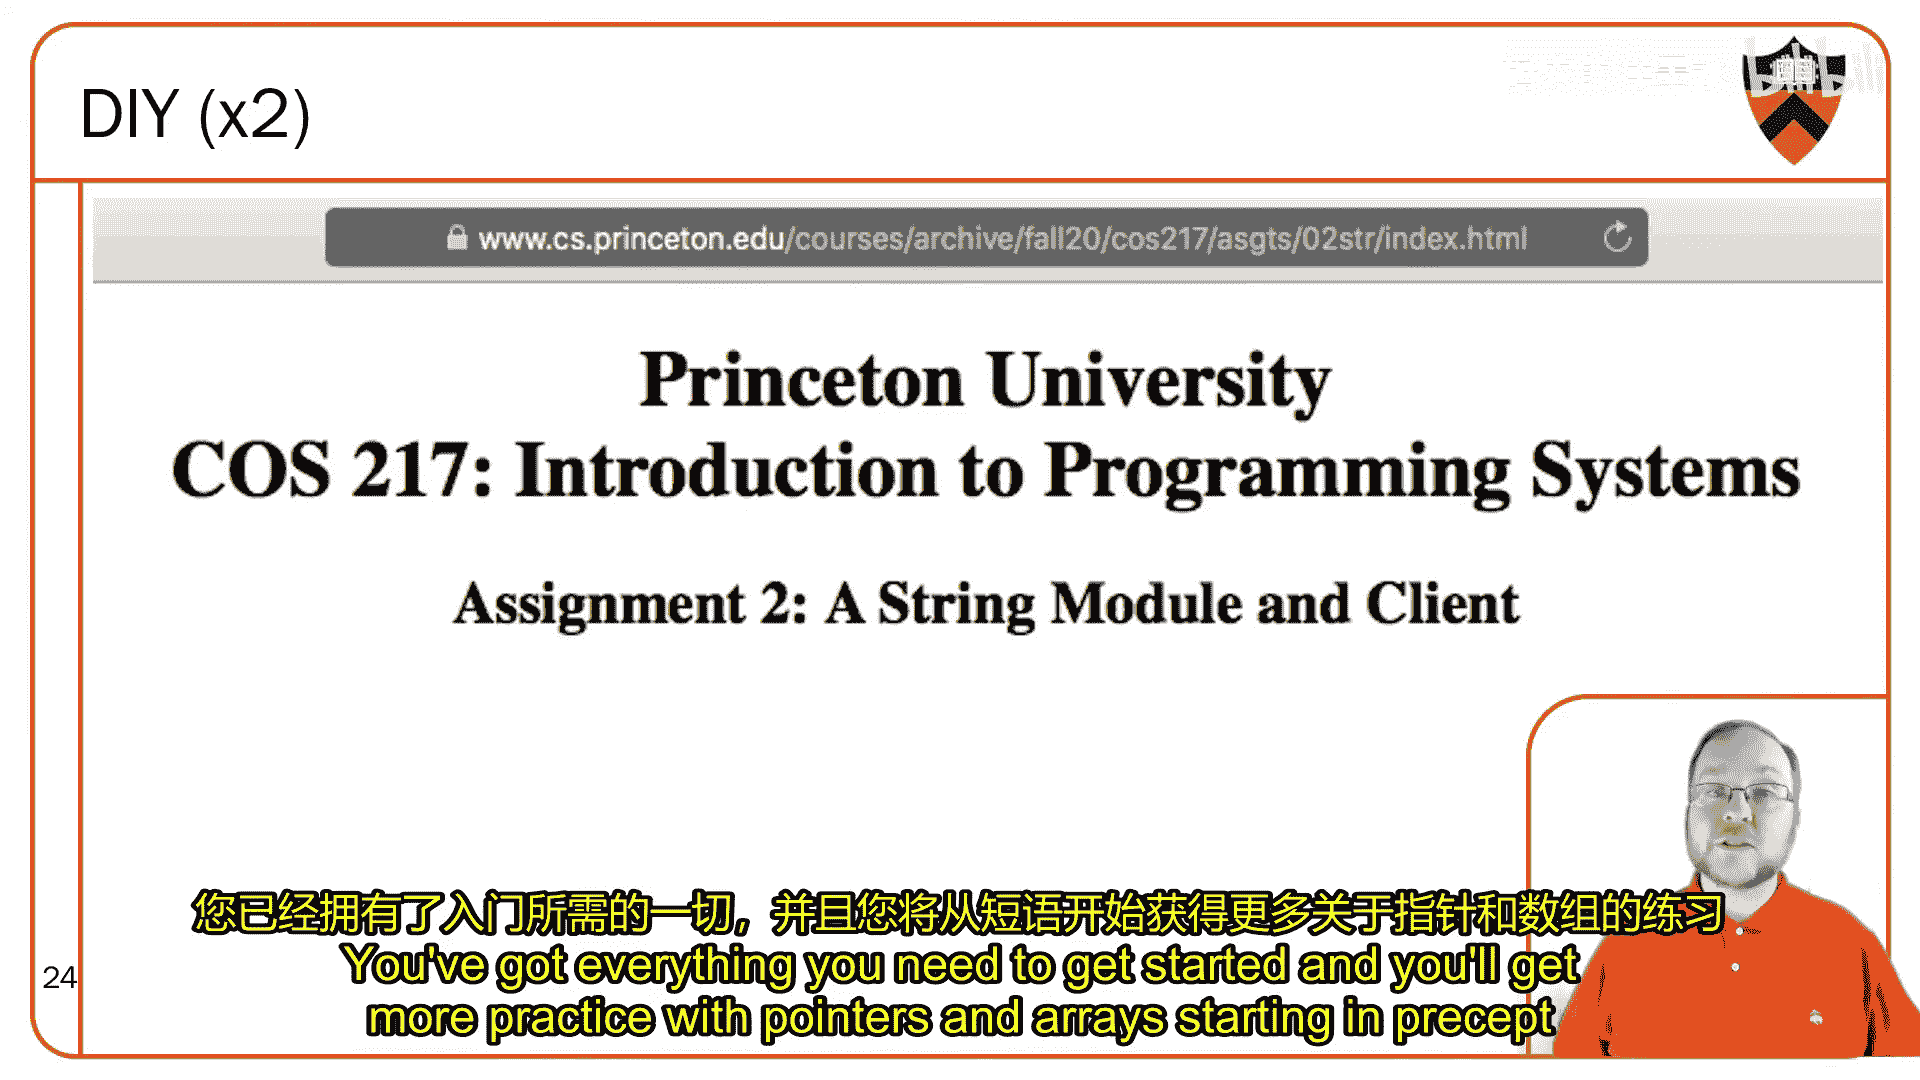 DIY (x2)
www.cs.princeton.edu/courses/archive/fall20/cos217/asgts/02str/index.html
Princeton University
COS 217: Introduction to Programming Systems
Assignment 2: A String Module and Client
您已经拥有了入门所需的一切，并且您将从短语开始获得更多关于指针和数组的练习
You've got everything you need to get started and you'll get
more practice with pointers and arrays starting in precept
24